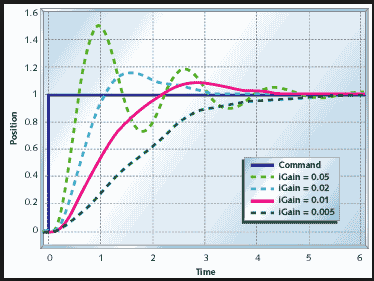 1.6
1.4
1.2
1
0.8
0.6
0.4
0.2
0
Position
Command
iGain = 0.05
iGain = 0.02
iGain = 0.01
iGain = 0.005
0 1 2 3 4 5 6
Time